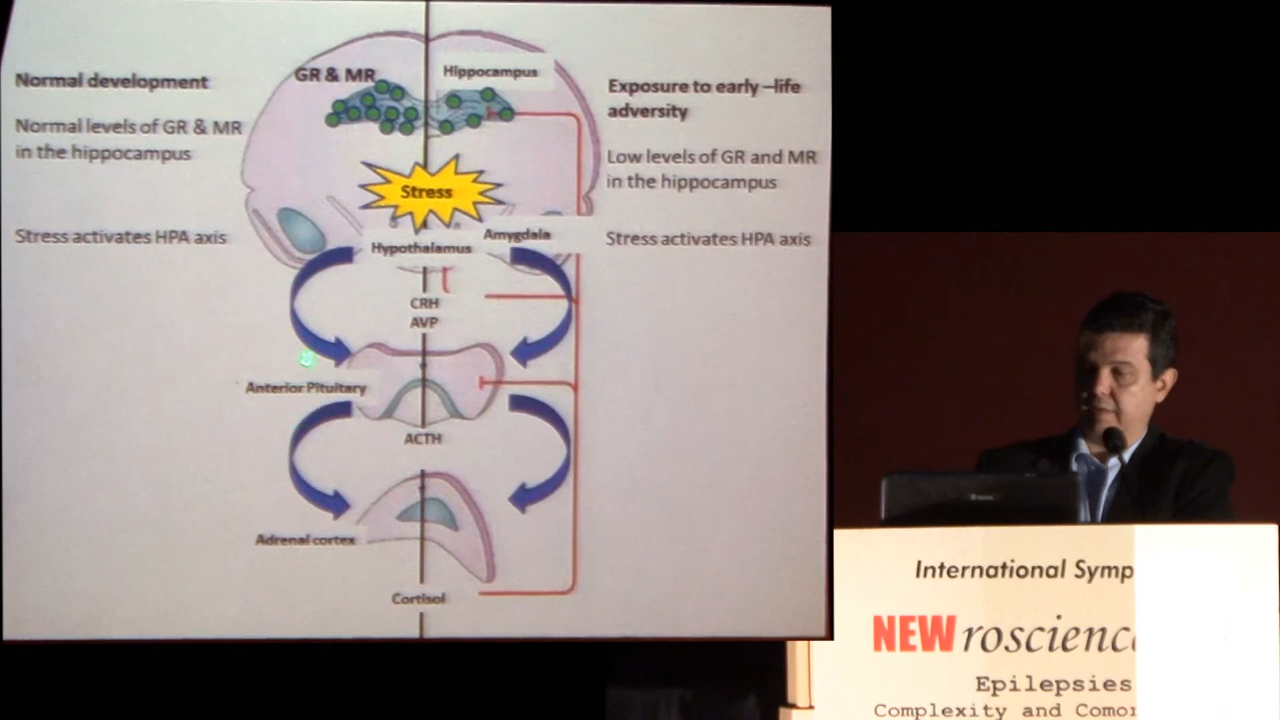 Normal development
Normal levels of GR & MR
in the hippocampus
Stress activates HPA axis
GR & MR
Hippocampus
Stress
Hypothalamus
Amygdala
CRH
AVP
Anterior Pituitary
ACTH
Adrenal cortex
Cortisol
Exposure to early –life
adversity
Low levels of GR and MR
in the hippocampus
Stress activates HPA axis
International Symp
NEWroscienc
Epilepsies
Complexity and Comor